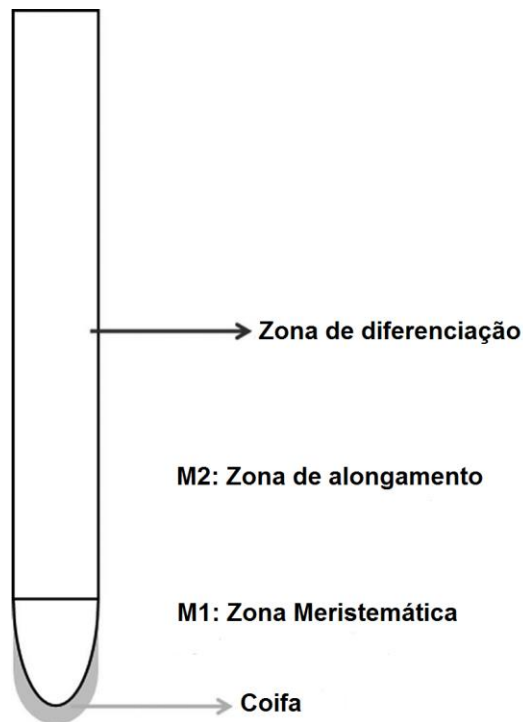 Zona de diferenciação
M2: Zona de alongamento
M1: Zona Meristemática
Coifa